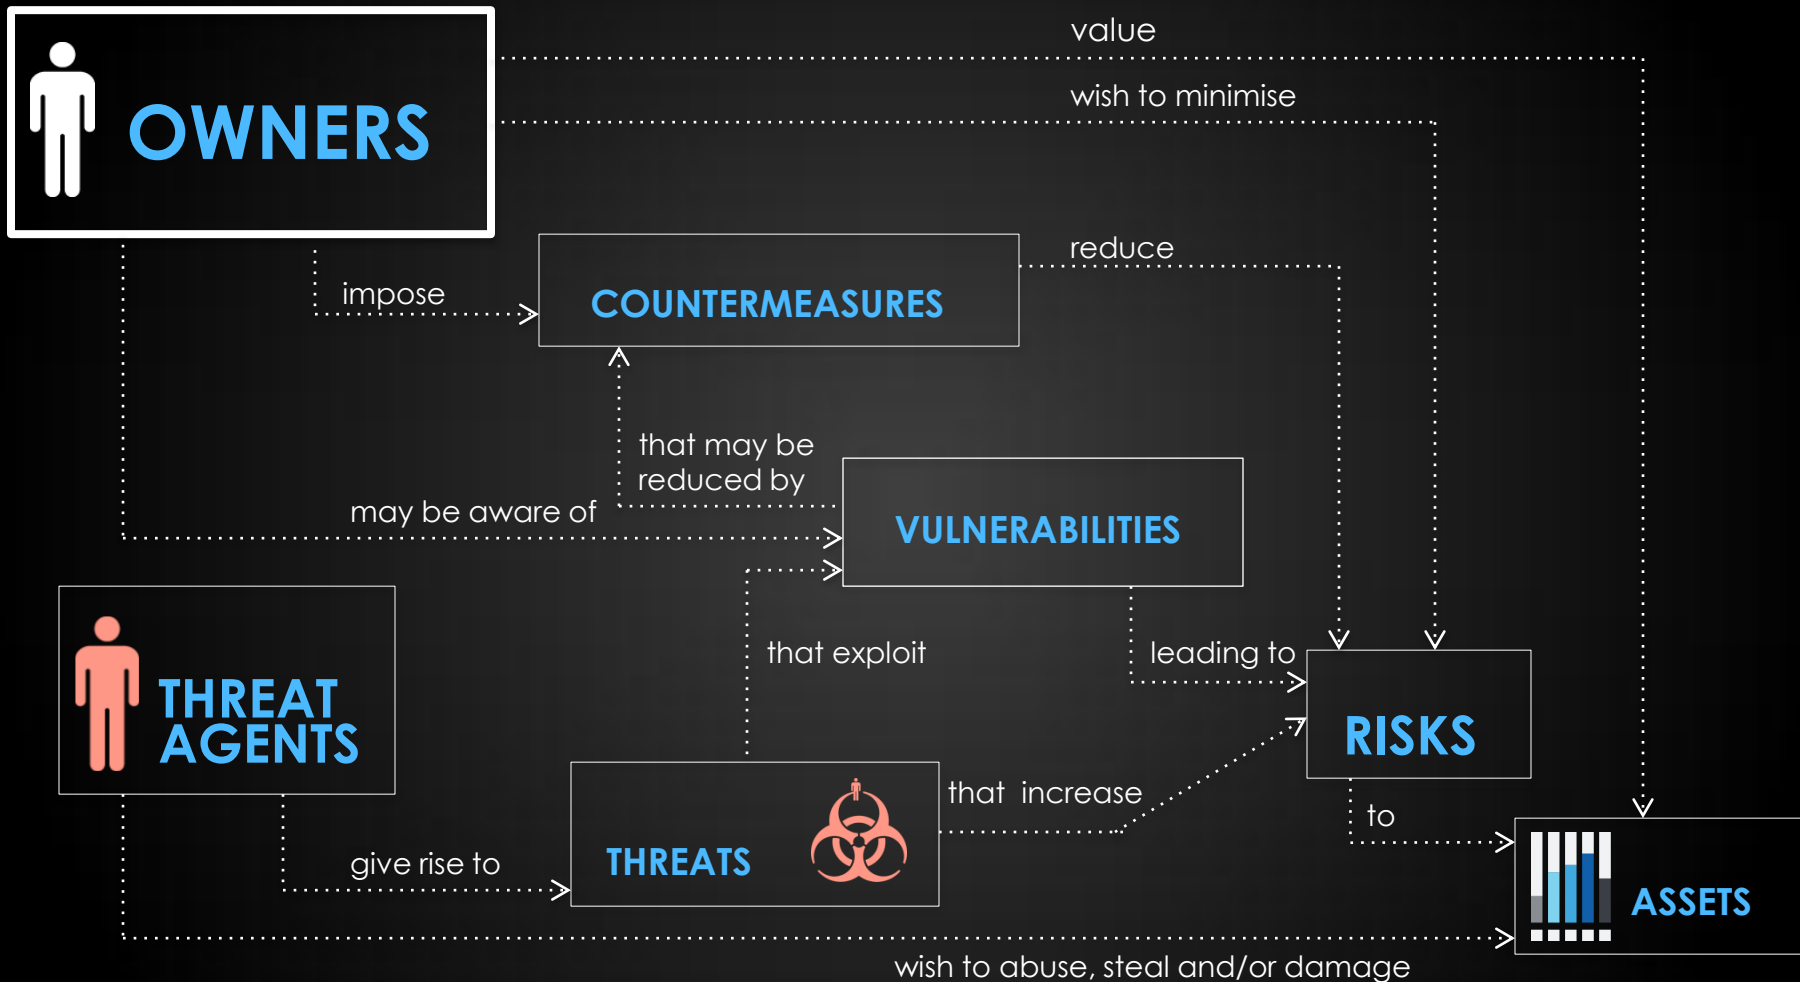 value
wish to minimise
OWNERS
reduce
impose
COUNTERMEASURES
that may be
reduced by
may be aware of
VULNERABILITIES
that exploit
leading to
THREAT
AGENTS
RISKS
that increase
to
give rise to
THREATS
ASSETS
wish to abuse, steal and/or damage